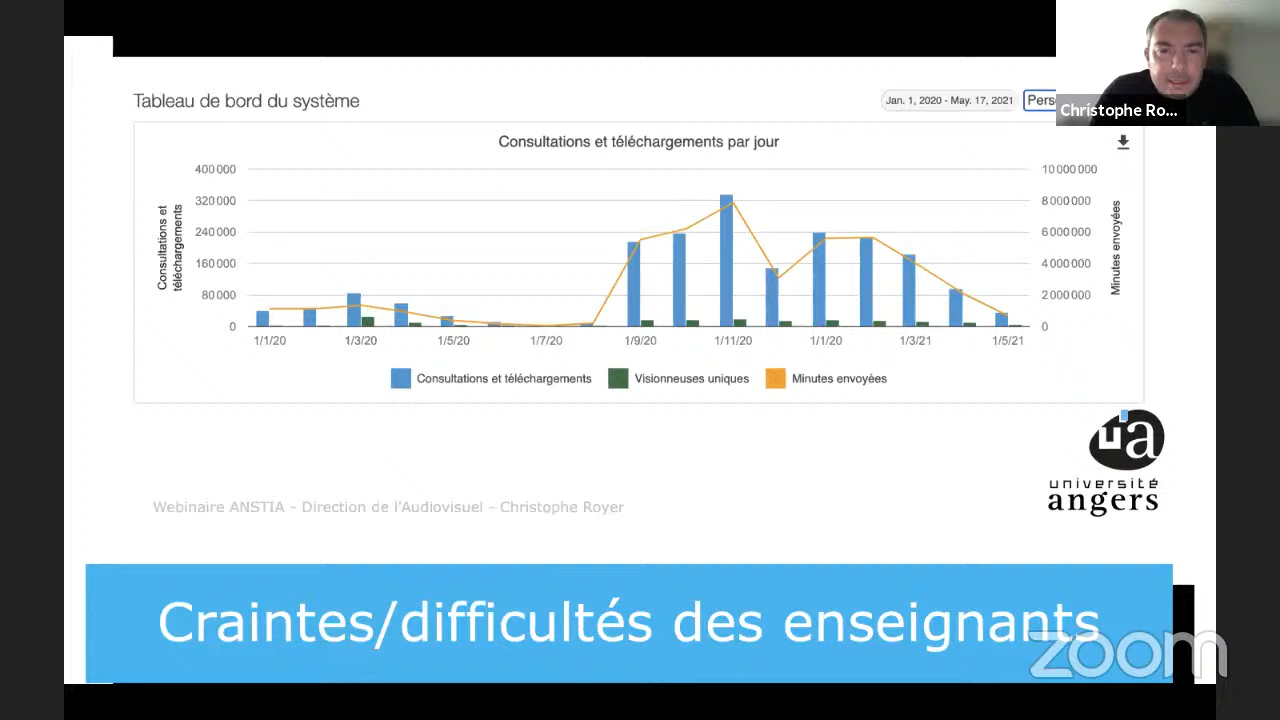 Tableau de bord du système
Jan. 1, 2020 - May. 17, 2021
Pers
Christophe Ro...
Consultations et téléchargements par jour
400 000
320 000
240 000
160 000
80 000
0
Consultations et
téléchargements
10 000 000
8 000 000
6 000 000
4 000 000
2 000 000
0
Minutes envoyées
1/1/20
1/3/20
1/5/20
1/7/20
1/9/20
1/11/20
1/1/20
1/3/21
1/5/21
Consultations et téléchargements
Visionneuses uniques
Minutes envoyées
ua
université
angers
Webinaire ANSTIA - Direction de l'Audiovisuel - Christophe Royer
Craintes/difficultés des enseignants
zoom